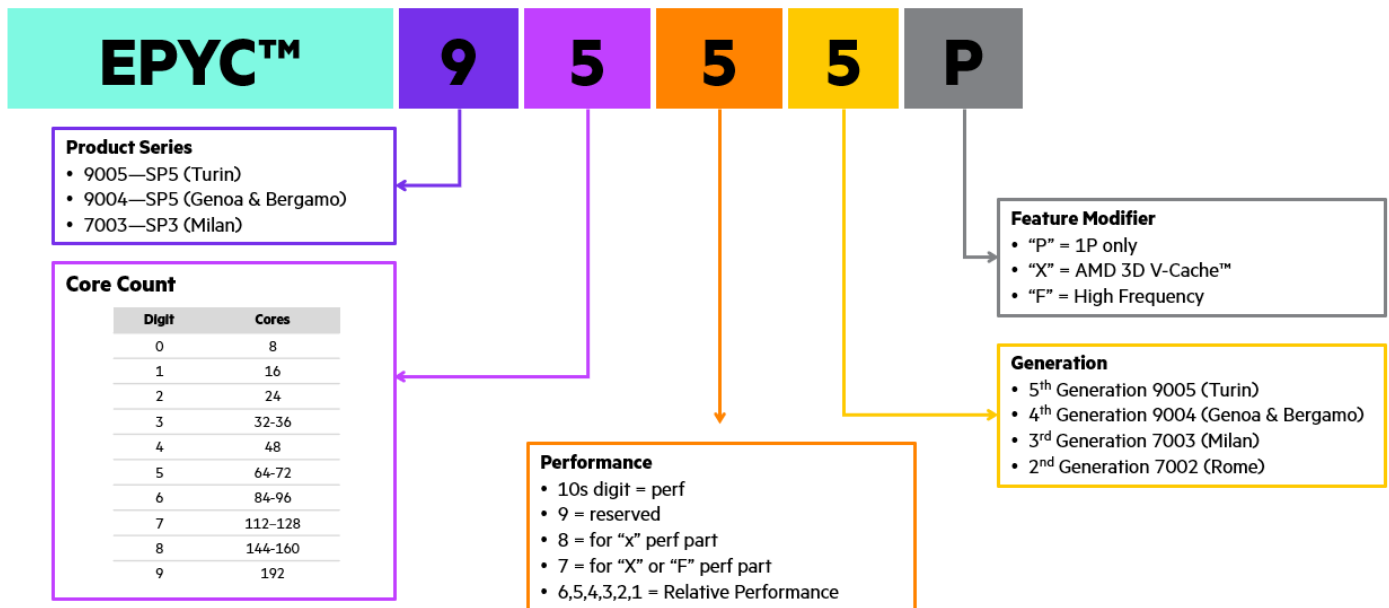 EPYC™ 9 5 5 5 P
Product Series
• 9005—SP5 (Turin)
• 9004—SP5 (Genoa & Bergamo)
• 7003—SP3 (Milan)
Core Count
Digit Cores
0 8
1 16
2 24
3 32-36
4 48
5 64-72
6 84-96
7 112–128
8 144-160
9 192
Performance
• 10s digit = perf
• 9 = reserved
• 8 = for “x” perf part
• 7 = for “X” or “F” perf part
• 6,5,4,3,2,1 = Relative Performance
Feature Modifier
• “P” = 1P only
• “X” = AMD 3D V-Cache™
• “F” = High Frequency
Generation
• 5th Generation 9005 (Turin)
• 4th Generation 9004 (Genoa & Bergamo)
• 3rd Generation 7003 (Milan)
• 2nd Generation 7002 (Rome)